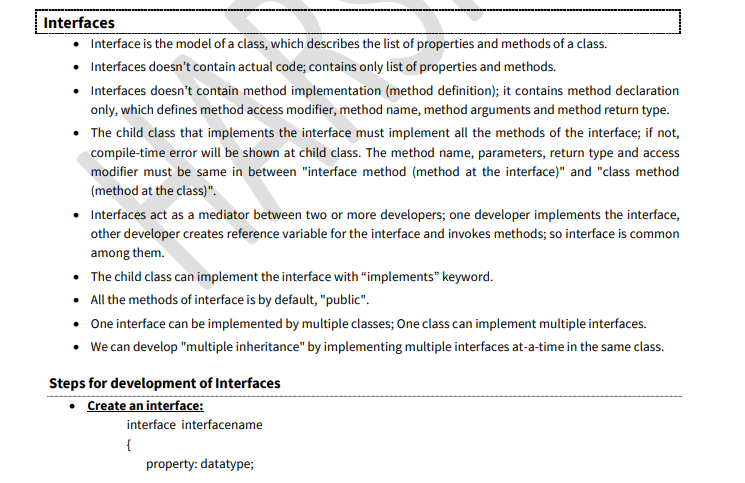 Interfaces
• Interface is the model of a class, which describes the list of properties and methods of a class.
• Interfaces doesn't contain actual code; contains only list of properties and methods.
• Interfaces doesn't contain method implementation (method definition); it contains method declaration
only, which defines method access modifier, method name, method arguments and method return type.
• The child class that implements the interface must implement all the methods of the interface; if not,
compile-time error will be shown at child class. The method name, parameters, return type and access
modifier must be same in between "interface method (method at the interface)" and "class method
(method at the class)".
• Interfaces act as a mediator between two or more developers; one developer implements the interface,
other developer creates reference variable for the interface and invokes methods; so interface is common
among them.
• The child class can implement the interface with “implements” keyword.
• All the methods of interface is by default, "public".
• One interface can be implemented by multiple classes; One class can implement multiple interfaces.
• We can develop "multiple inheritance" by implementing multiple interfaces at-a-time in the same class.
Steps for development of Interfaces
• Create an interface:
interface interfacename
{
property: datatype;